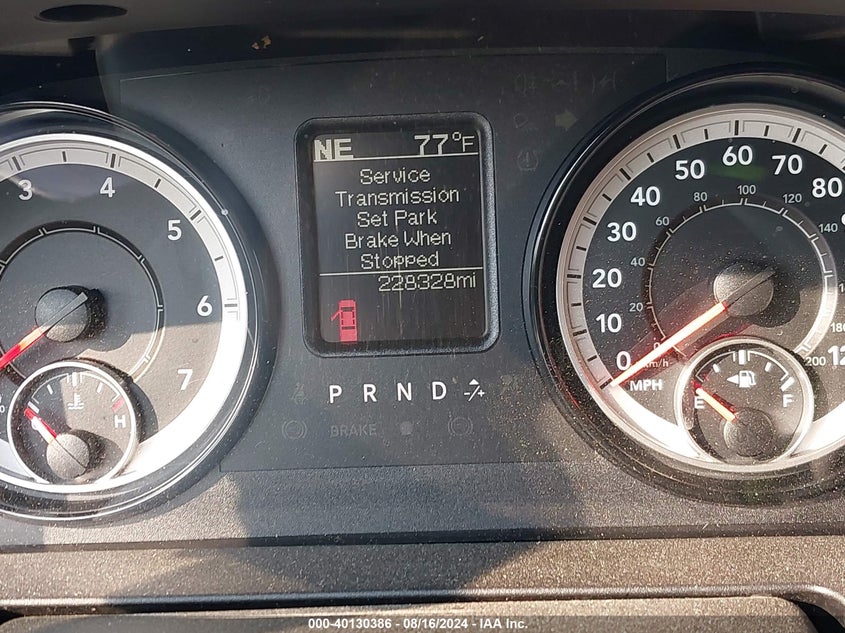 NE 77°F
Service
Transmission
Set Park
Brake When
Stopped
228328mi
3 4 5 6 7
H
P R N D -/+
BRAKE
0 10 20 30 40 50 60 70 80
0 20 40 60 80 100 120 140 180 200
km/h
MPH
E F
000-40130386 - 08/16/2024 - IAA Inc.